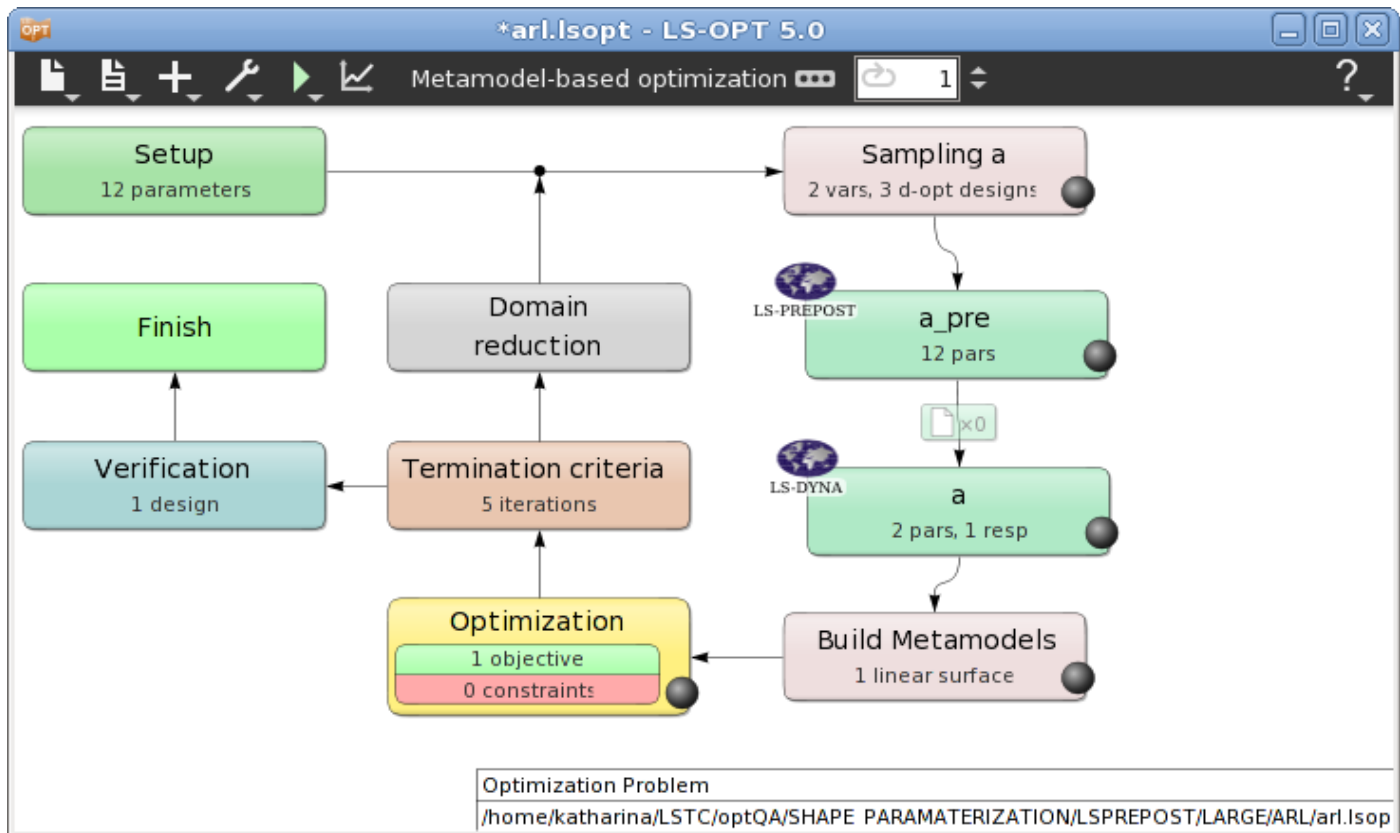 OPT
*arl.lsopt - LS-OPT 5.0
Metamodel-based optimization
1
?
Setup
12 parameters
Sampling a
2 vars, 3 d-opt designs
Finish
Domain
reduction
LS-PREPOST
a_pre
12 pars
×0
Verification
1 design
Termination criteria
5 iterations
LS-DYNA
a
2 pars, 1 resp
Optimization
1 objective
0 constraints
Build Metamodels
1 linear surface
Optimization Problem
/home/katharina/LSTC/optQA/SHAPE_PARAMATERIZATION/LSPREPOST/LARGE/ARL/arl.lsop